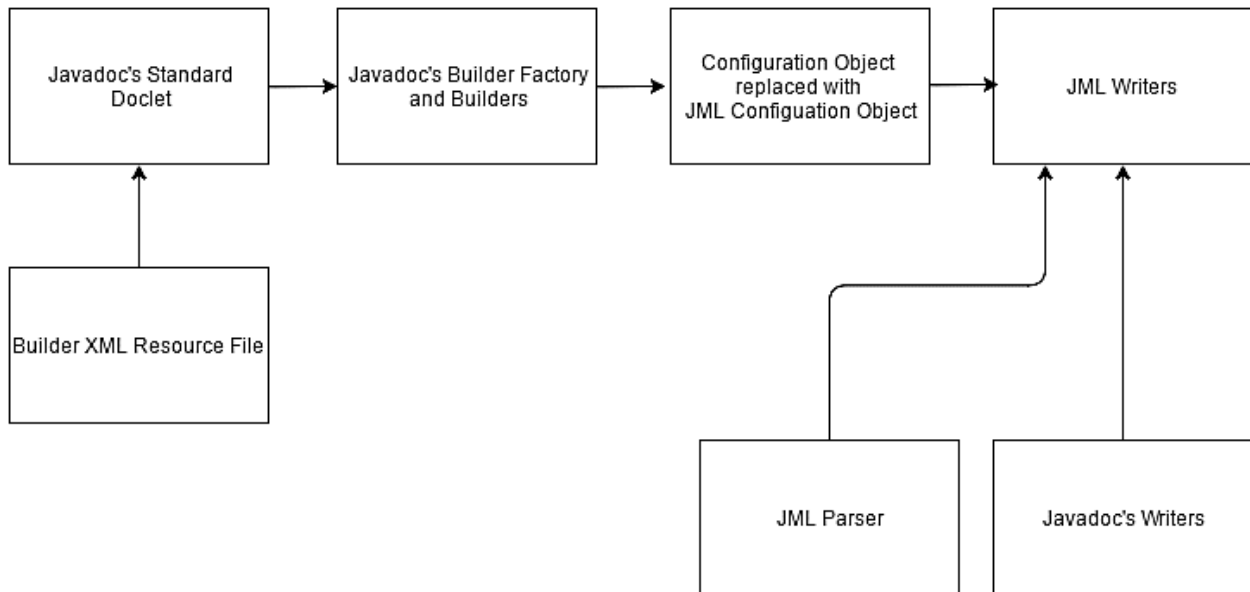 Javadoc's Standard
Doclet
Javadoc's Builder Factory
and Builders
Configuration Object
replaced with
JML Configuation Object
JML Writers
Builder XML Resource File
JML Parser
Javadoc's Writers